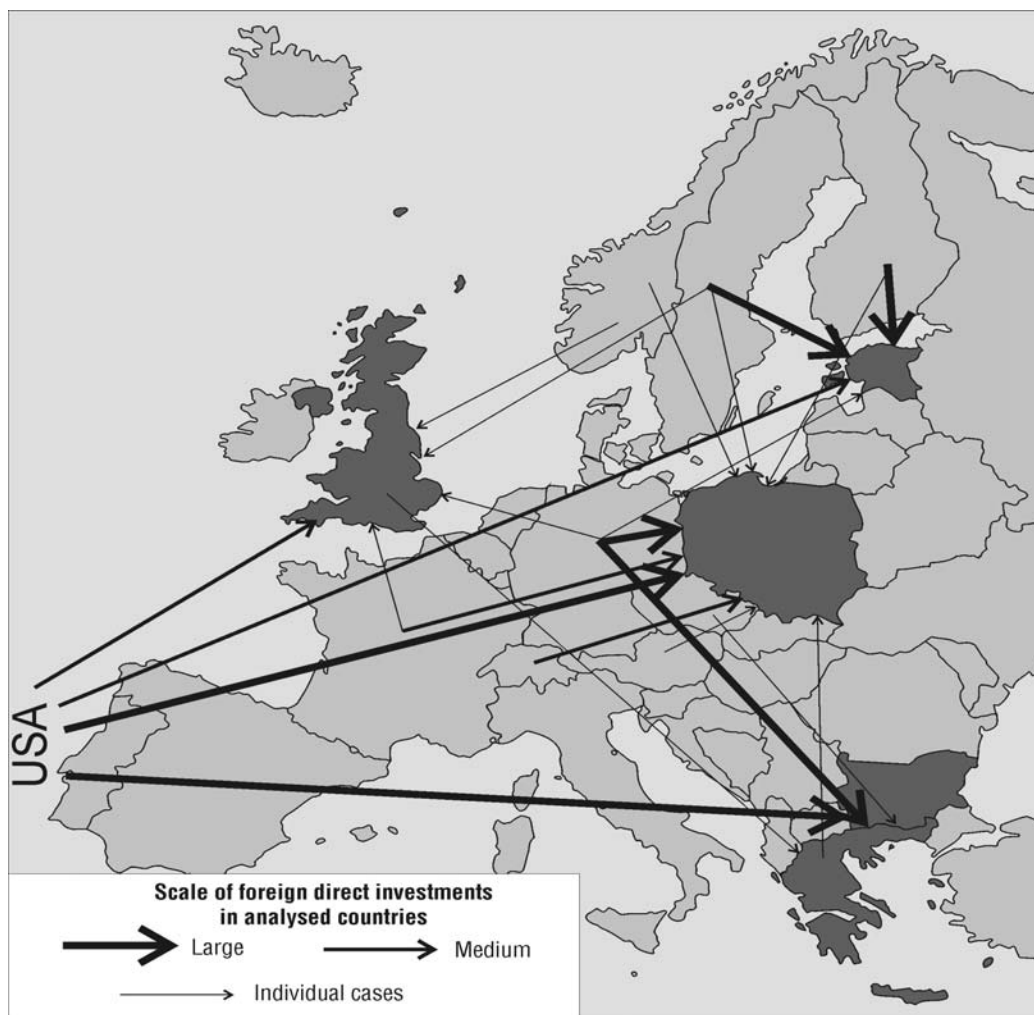 USA
Scale of foreign direct investments
in analysed countries
Large
Medium
Individual cases